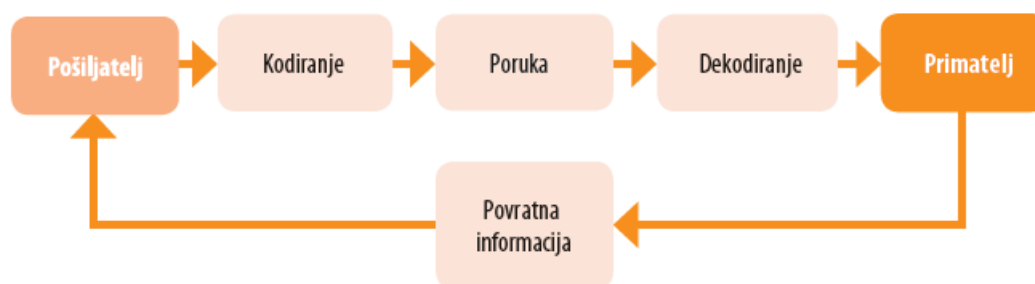 Pošiljatelj
Kodiranje
Poruka
Dekodiranje
Primatelj
Povratna
informacija